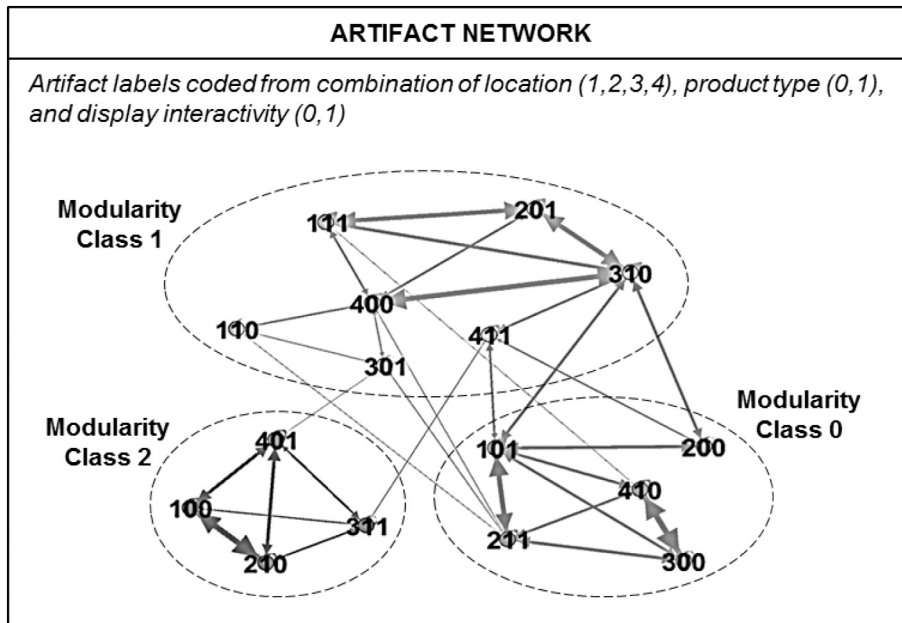 ARTIFACT NETWORK
Artifact labels coded from combination of location (1,2,3,4), product type (0,1),
and display interactivity (0,1)
Modularity
Class 1
111
201
310
400
110
411
301
Modularity
Class 2
Modularity
Class 0
401
100
311
210
101
200
410
211
300